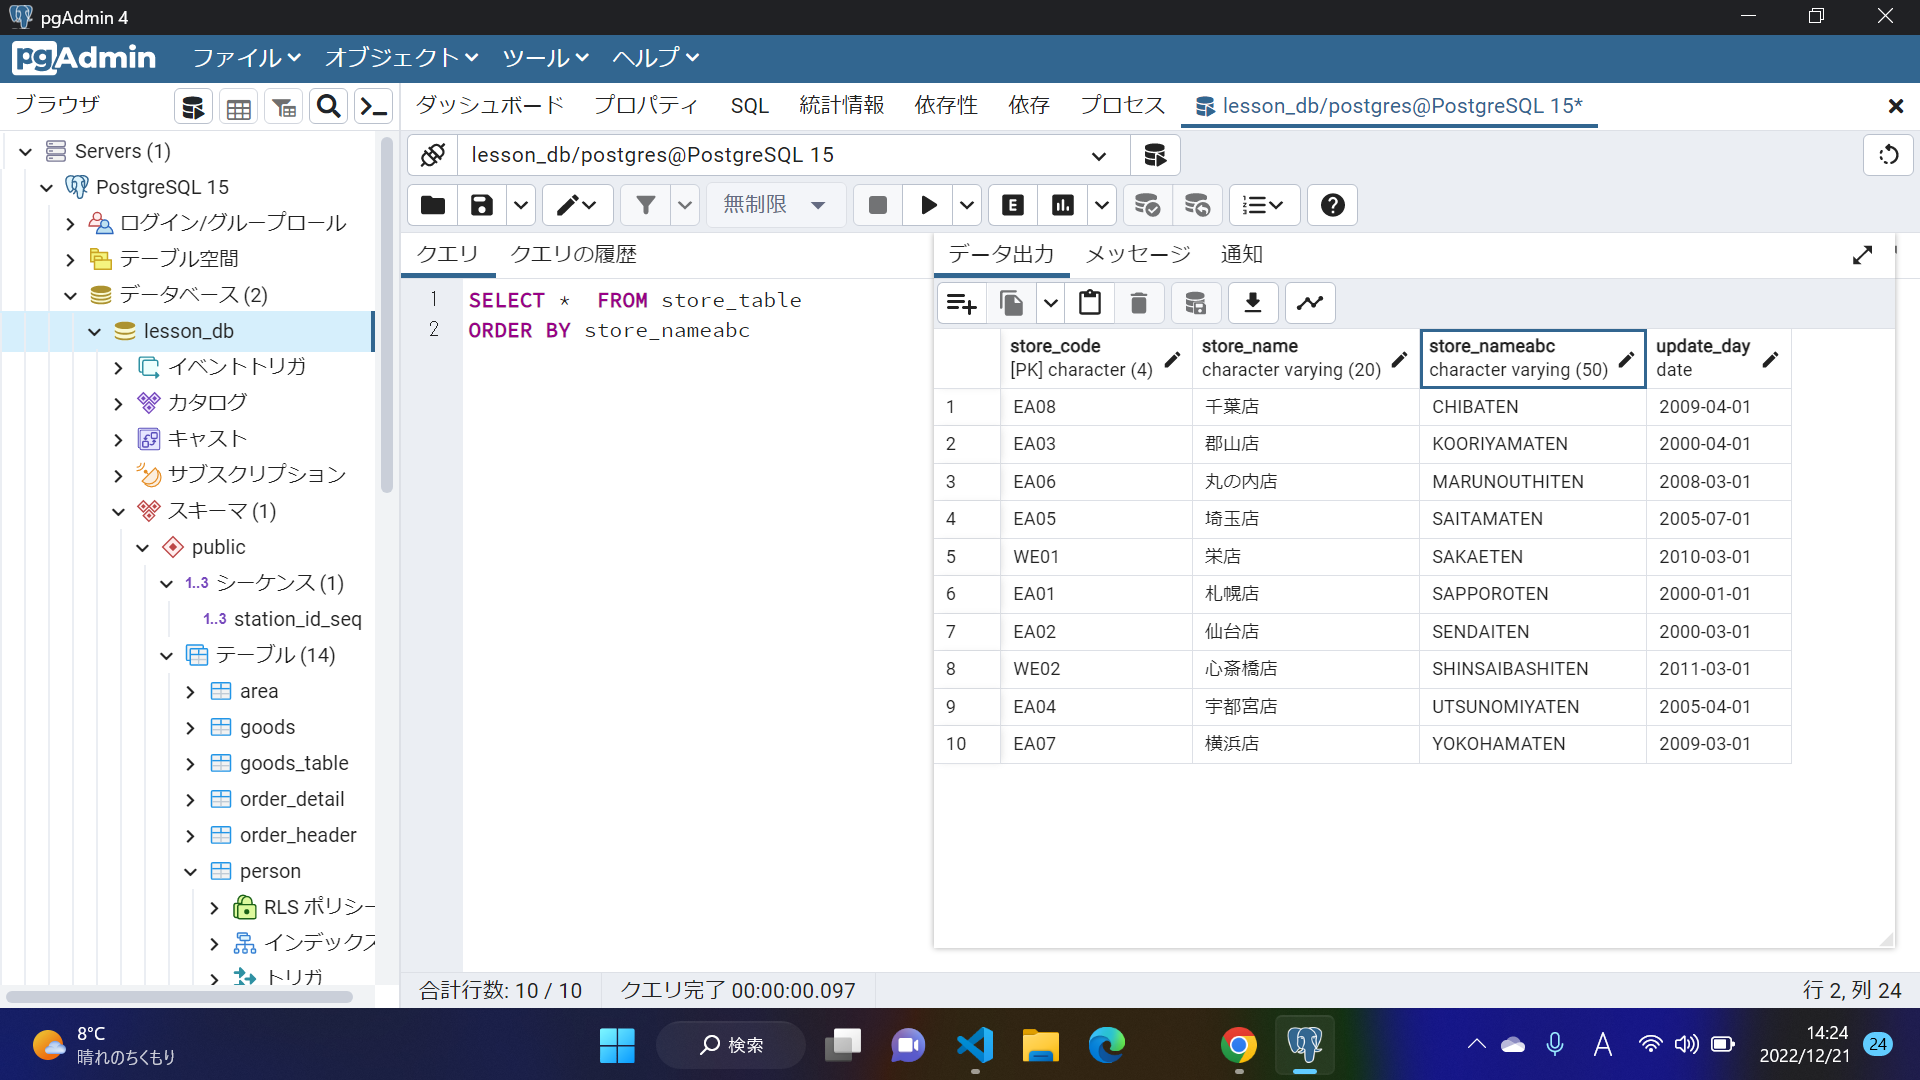 pgAdmin 4
pgAdmin ファイル オブジェクト ツール ヘルプ
ブラウザ
ダッシュボード プロパティ SQL 統計情報 依存性 依存 プロセス lesson_db/postgres@PostgreSQL 15*
Servers (1)
PostgreSQL 15
ログイン/グループロール
テーブル空間
データベース (2)
lesson_db
イベントトリガ
カタログ
キャスト
サブスクリプション
スキーマ (1)
public
1..3 シーケンス (1)
1..3 station_id_seq
テーブル (14)
area
goods
goods_table
order_detail
order_header
person
RLS ポリシー
インデックス
トリガ
lesson_db/postgres@PostgreSQL 15
無制限 E
クエリ クエリの履歴
1 SELECT *  FROM store_table
2 ORDER BY store_nameabc
データ出力 メッセージ 通知
store_code store_name store_nameabc update_day
[PK] character (4) character varying (20) character varying (50) date
1 EA08 千葉店 CHIBATEN 2009-04-01
2 EA03 郡山店 KOORIYAMATEN 2000-04-01
3 EA06 丸の内店 MARUNOUTHITEN 2008-03-01
4 EA05 埼玉店 SAITAMATEN 2005-07-01
5 WE01 栄店 SAKAETEN 2010-03-01
6 EA01 札幌店 SAPPOROTEN 2000-01-01
7 EA02 仙台店 SENDAITEN 2000-03-01
8 WE02 心斎橋店 SHINSAIBASHITEN 2011-03-01
9 EA04 宇都宮店 UTSUNOMIYATEN 2005-04-01
10 EA07 横浜店 YOKOHAMATEN 2009-03-01
合計行数: 10 / 10 クエリ完了 00:00:00.097 行 2, 列 24
8°C
晴れのちくもり
検索
A
14:24
2022/12/21
24